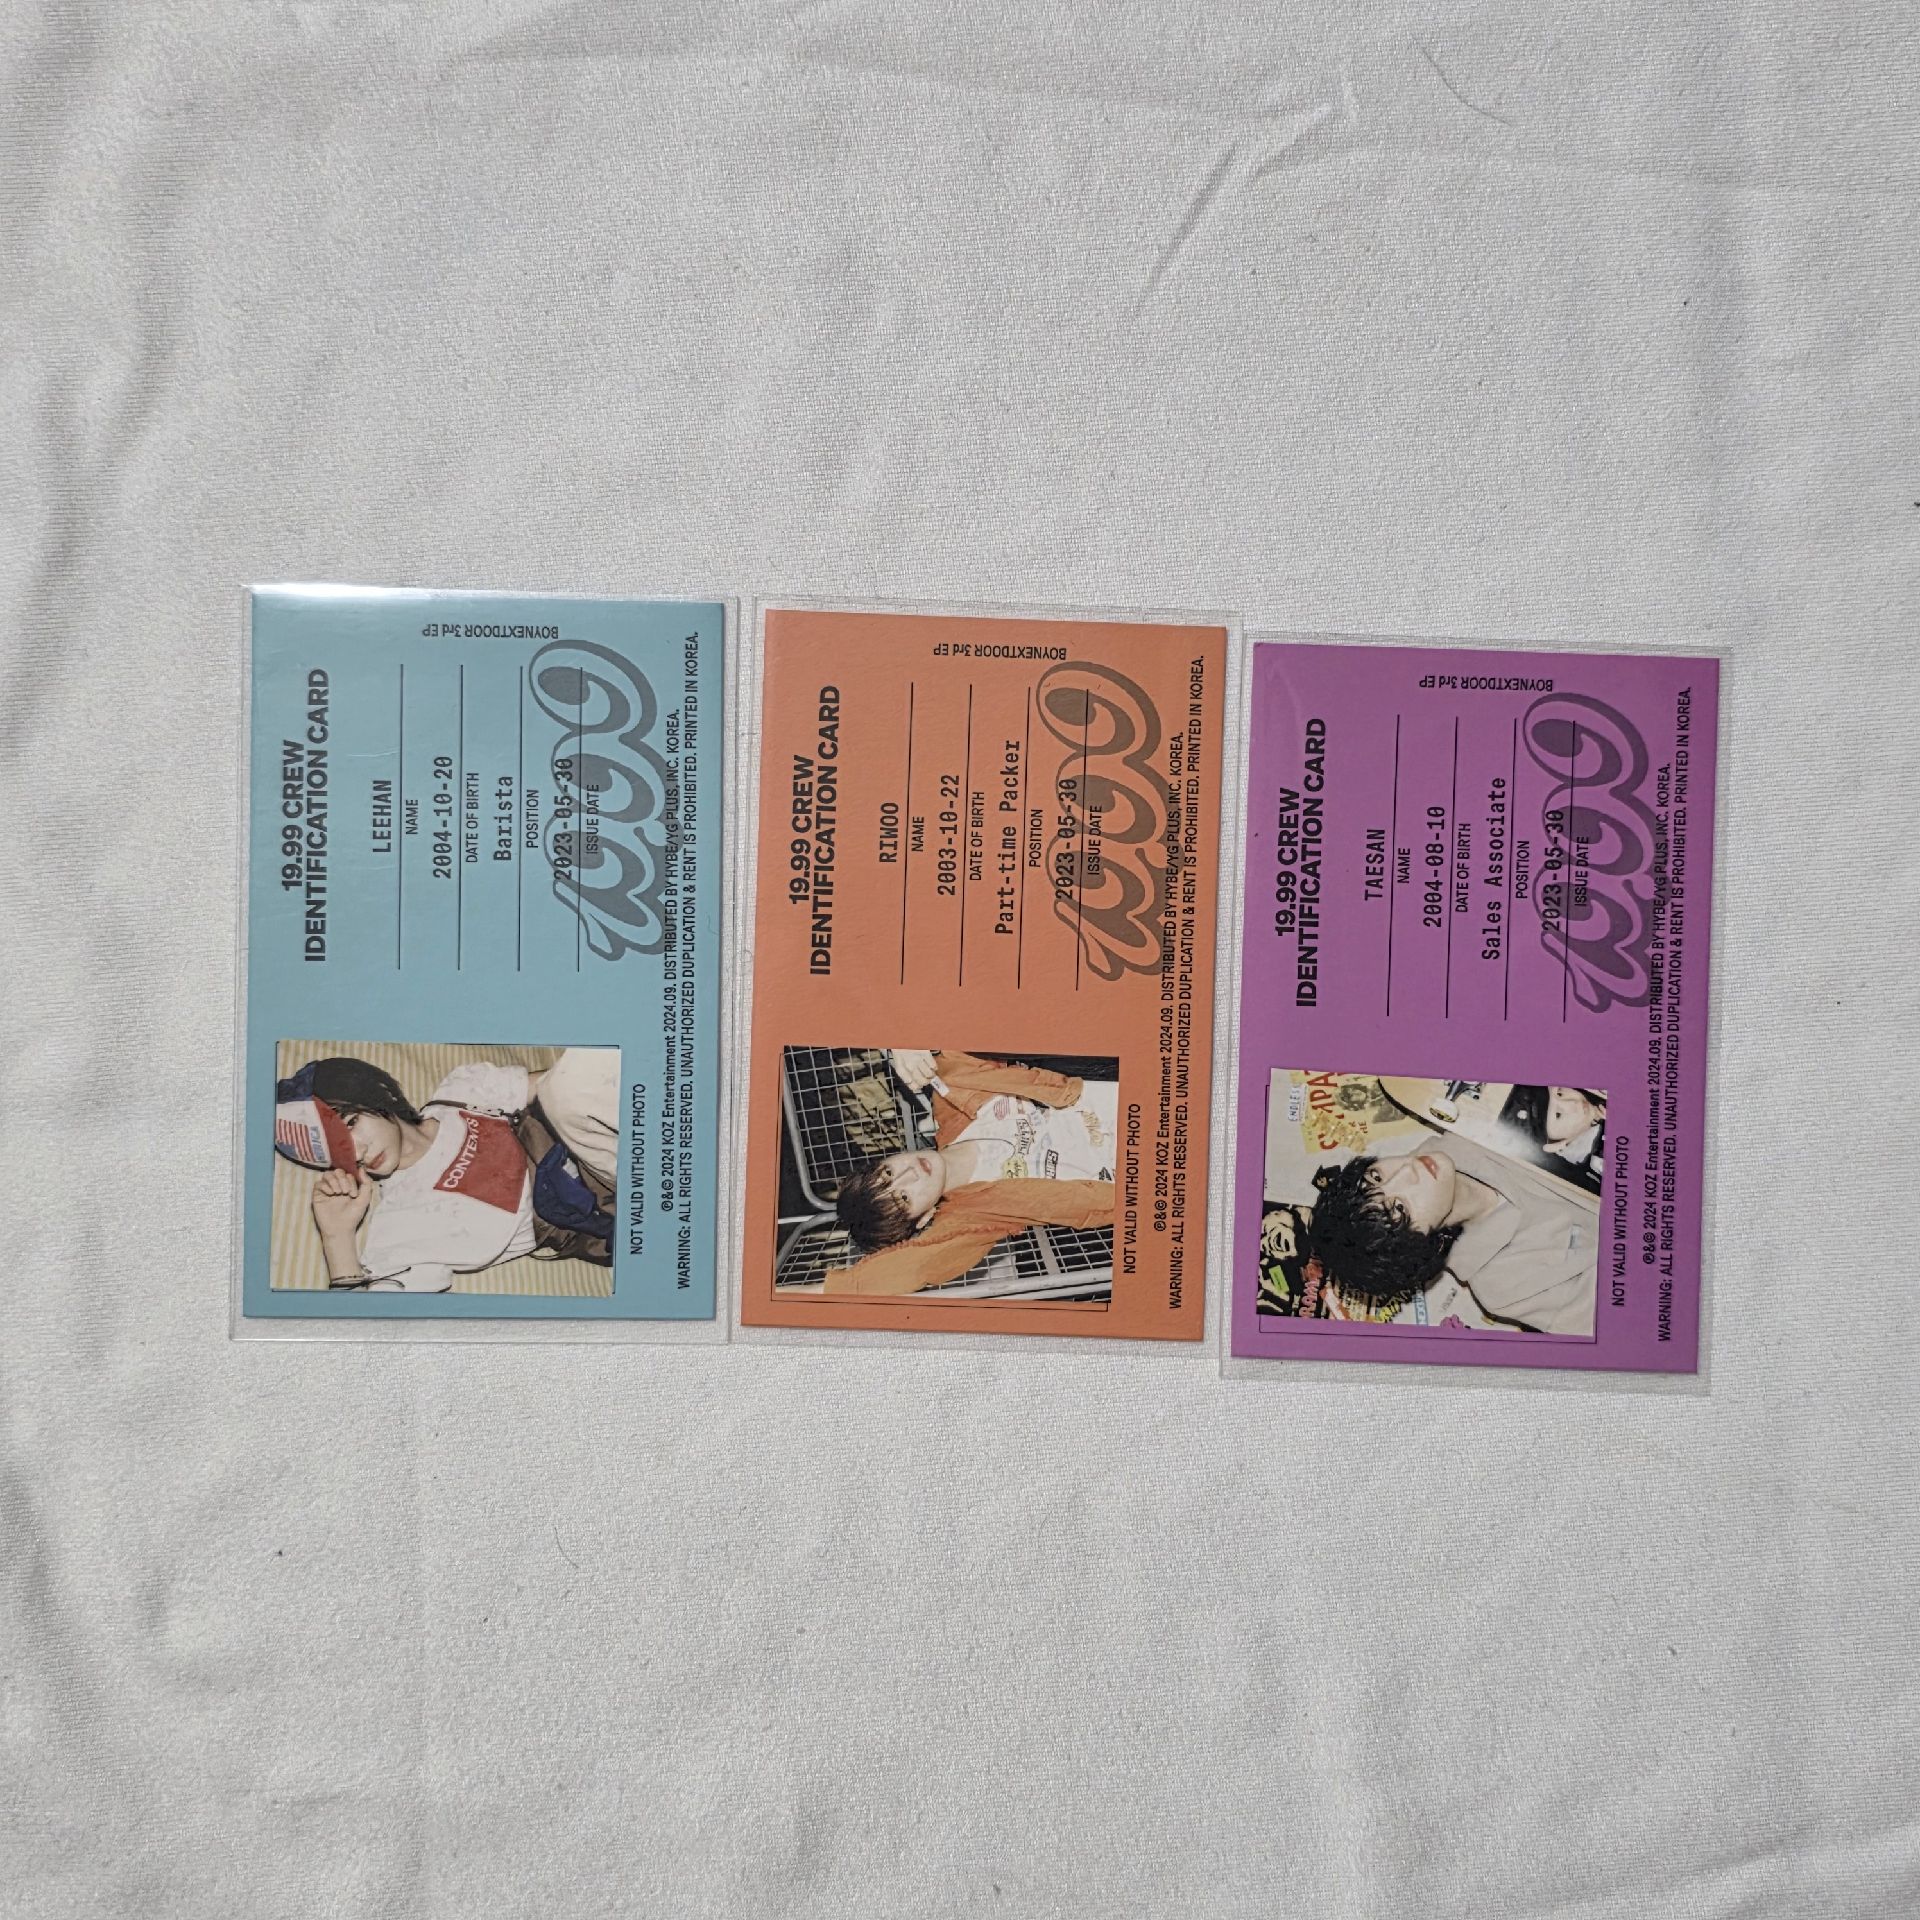 19.99 CREW
IDENTIFICATION CARD
LEEHAN
NAME
2004-10-20
DATE OF BIRTH
Barista
POSITION
2023-05-30
ISSUE DATE
BOYNEXTDOOR 3rd EP
19.99
AMERICA
CONTENTS
NOT VALID WITHOUT PHOTO
℗&© 2024 KOZ Entertainment 2024.09. DISTRIBUTED BY HYBE/YG PLUS, INC. KOREA.
WARNING: ALL RIGHTS RESERVED. UNAUTHORIZED DUPLICATION & RENT IS PROHIBITED. PRINTED IN KOREA.
19.99 CREW
IDENTIFICATION CARD
RIWOO
NAME
2003-10-22
DATE OF BIRTH
Part-time Packer
POSITION
2023-05-30
ISSUE DATE
BOYNEXTDOOR 3rd EP
19.99
NOT VALID WITHOUT PHOTO
℗&© 2024 KOZ Entertainment 2024.09. DISTRIBUTED BY HYBE/YG PLUS, INC. KOREA.
WARNING: ALL RIGHTS RESERVED. UNAUTHORIZED DUPLICATION & RENT IS PROHIBITED. PRINTED IN KOREA.
19.99 CREW
IDENTIFICATION CARD
TAESAN
NAME
2004-08-10
DATE OF BIRTH
Sales Associate
POSITION
2023-05-30
ISSUE DATE
BOYNEXTDOOR 3rd EP
19.99
NOT VALID WITHOUT PHOTO
℗&© 2024 KOZ Entertainment 2024.09. DISTRIBUTED BY HYBE/YG PLUS, INC. KOREA.
WARNING: ALL RIGHTS RESERVED. UNAUTHORIZED DUPLICATION & RENT IS PROHIBITED. PRINTED IN KOREA.